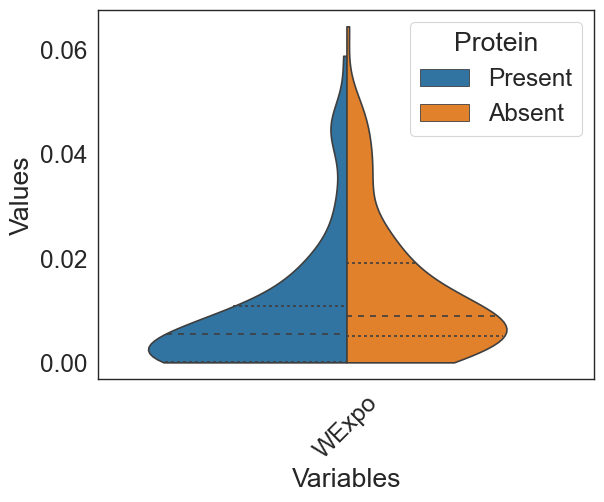 Protein
Present
Absent
0.06
0.04
0.02
0.00
Values
WExpo
Variables